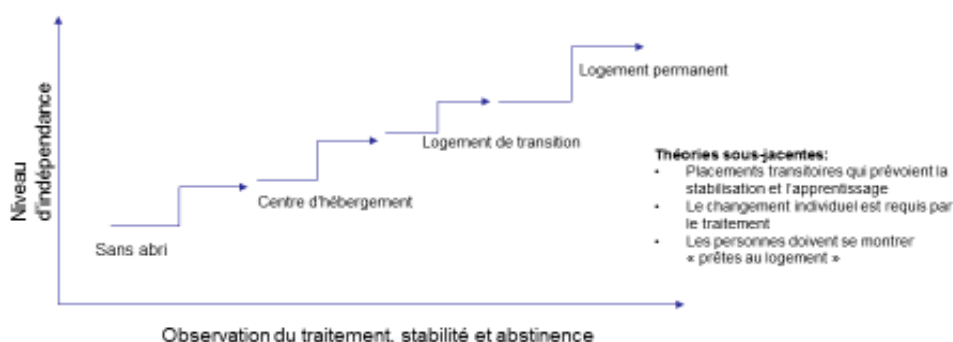 Niveau
d'indépendance
Logement permanent
Logement de transition
Centre d'hébergement
Sans abri
Théories sous-jacentes:
• Placements transitoires qui prévoient la
stabilisation et l'apprentissage
• Le changement individuel est requis par
le traitement
• Les personnes doivent se montrer
« prêtes au logement »
Observation du traitement, stabilité et abstinence